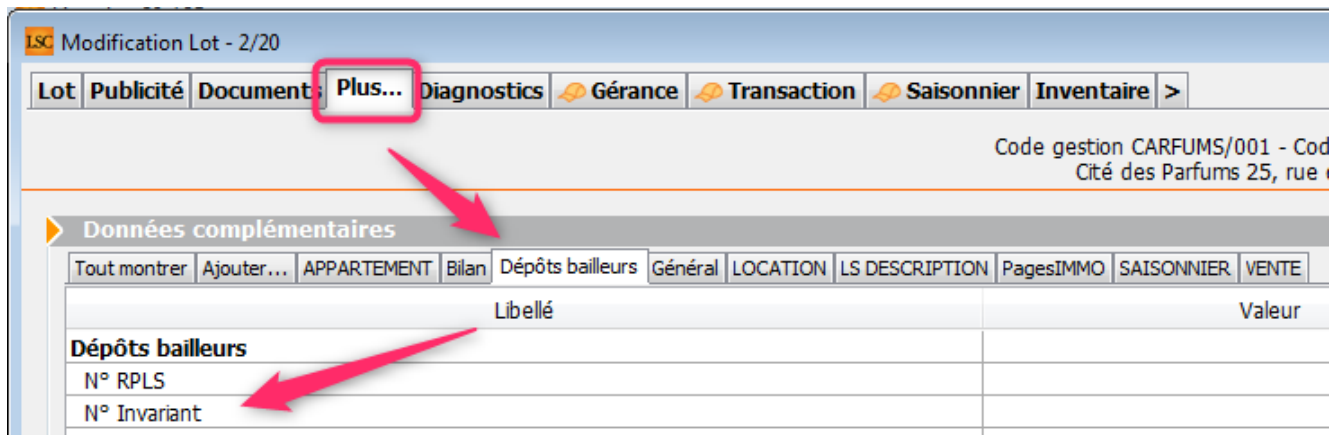 LSC Modification Lot - 2/20
Lot Publicité Documents Plus... Diagnostics Gérance Transaction Saisonnier Inventaire >
Code gestion CARFUMS/001 - Cod
Cité des Parfums 25, rue
Données complémentaires
Tout montrer Ajouter... APPARTEMENT Bilan Dépôts bailleurs Général LOCATION LS DESCRIPTION PagesIMMO SAISONNIER VENTE
Libellé Valeur
Dépôts bailleurs
N° RPLS
N° Invariant